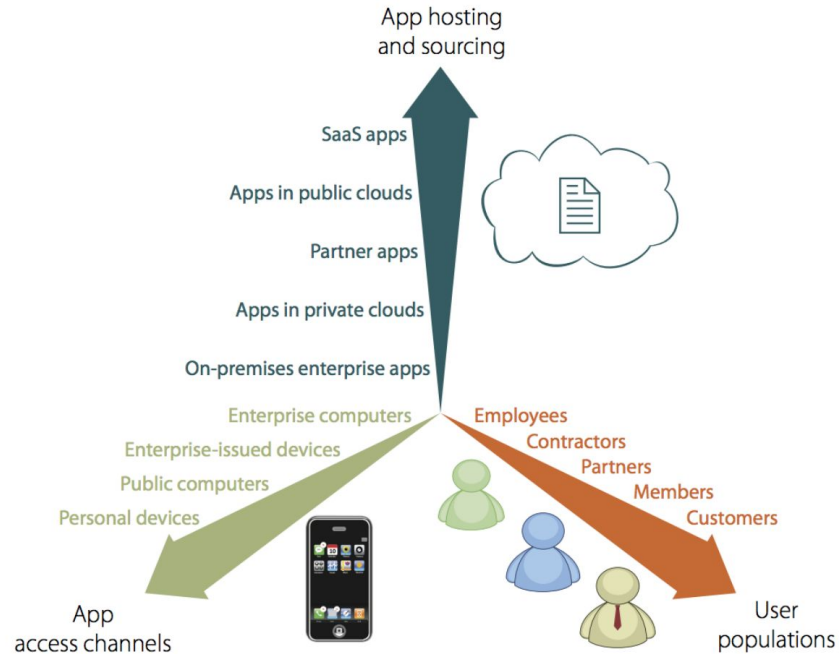 App hosting
and sourcing
SaaS apps
Apps in public clouds
Partner apps
Apps in private clouds
On-premises enterprise apps
Enterprise computers
Enterprise-issued devices
Public computers
Personal devices
App
access channels
Employees
Contractors
Partners
Members
Customers
User
populations